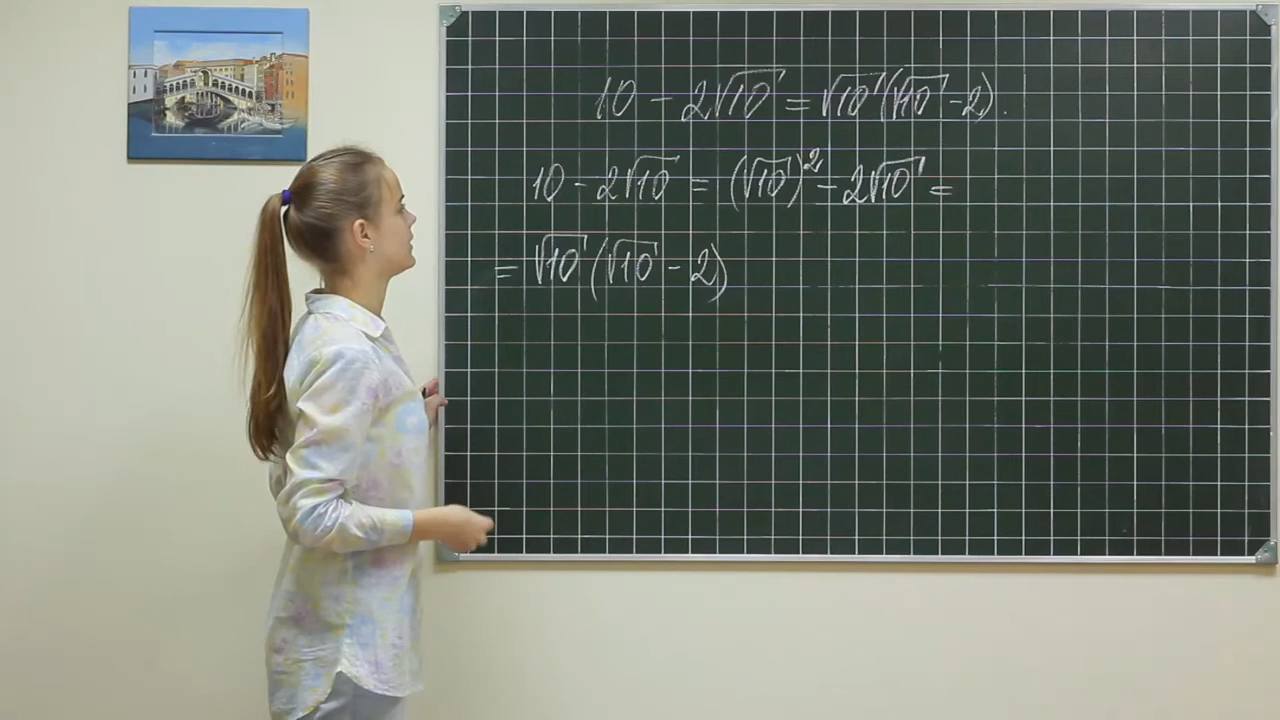 10 - 2√10 = √10 (√10 - 2).
10 - 2√10 = (√10)² - 2√10 =
= √10 (√10 - 2)